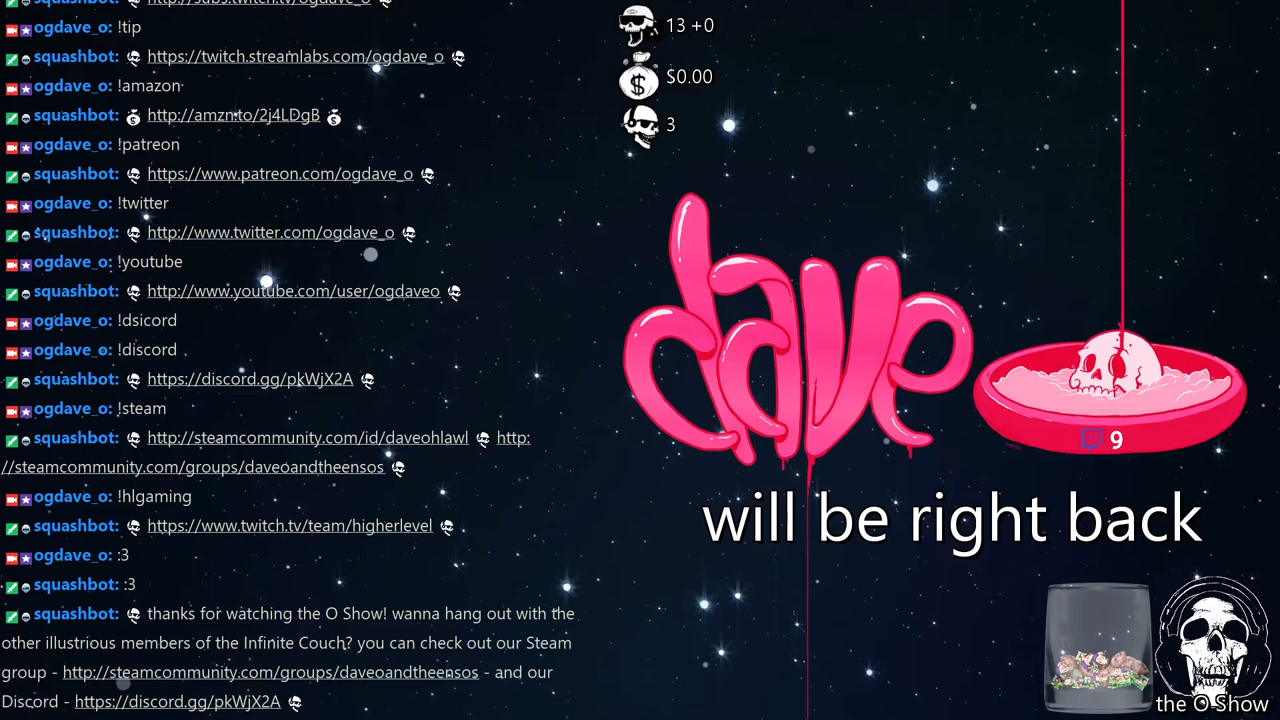 squashbot: http://subs.twitch.tv/ogdave_o
ogdave_o: !tip
squashbot: https://twitch.streamlabs.com/ogdave_o
ogdave_o: !amazon
squashbot: http://amzn.to/2j4LDgB
ogdave_o: !patreon
squashbot: https://www.patreon.com/ogdave_o
ogdave_o: !twitter
squashbot: http://www.twitter.com/ogdave_o
ogdave_o: !youtube
squashbot: http://www.youtube.com/user/ogdaveo
ogdave_o: !dsicord
ogdave_o: !discord
squashbot: https://discord.gg/pkWjX2A
ogdave_o: !steam
squashbot: http://steamcommunity.com/id/daveohlawl http:
//steamcommunity.com/groups/daveoandtheensos
ogdave_o: !hlgaming
squashbot: https://www.twitch.tv/team/higherlevel
ogdave_o: :3
squashbot: :3
squashbot: thanks for watching the O Show! wanna hang out with the
other illustrious members of the Infinite Couch? you can check out our Steam
group - http://steamcommunity.com/groups/daveoandtheensos - and our
Discord - https://discord.gg/pkWjX2A
13 +0
$0.00
3
dave
9
will be right back
the O Show